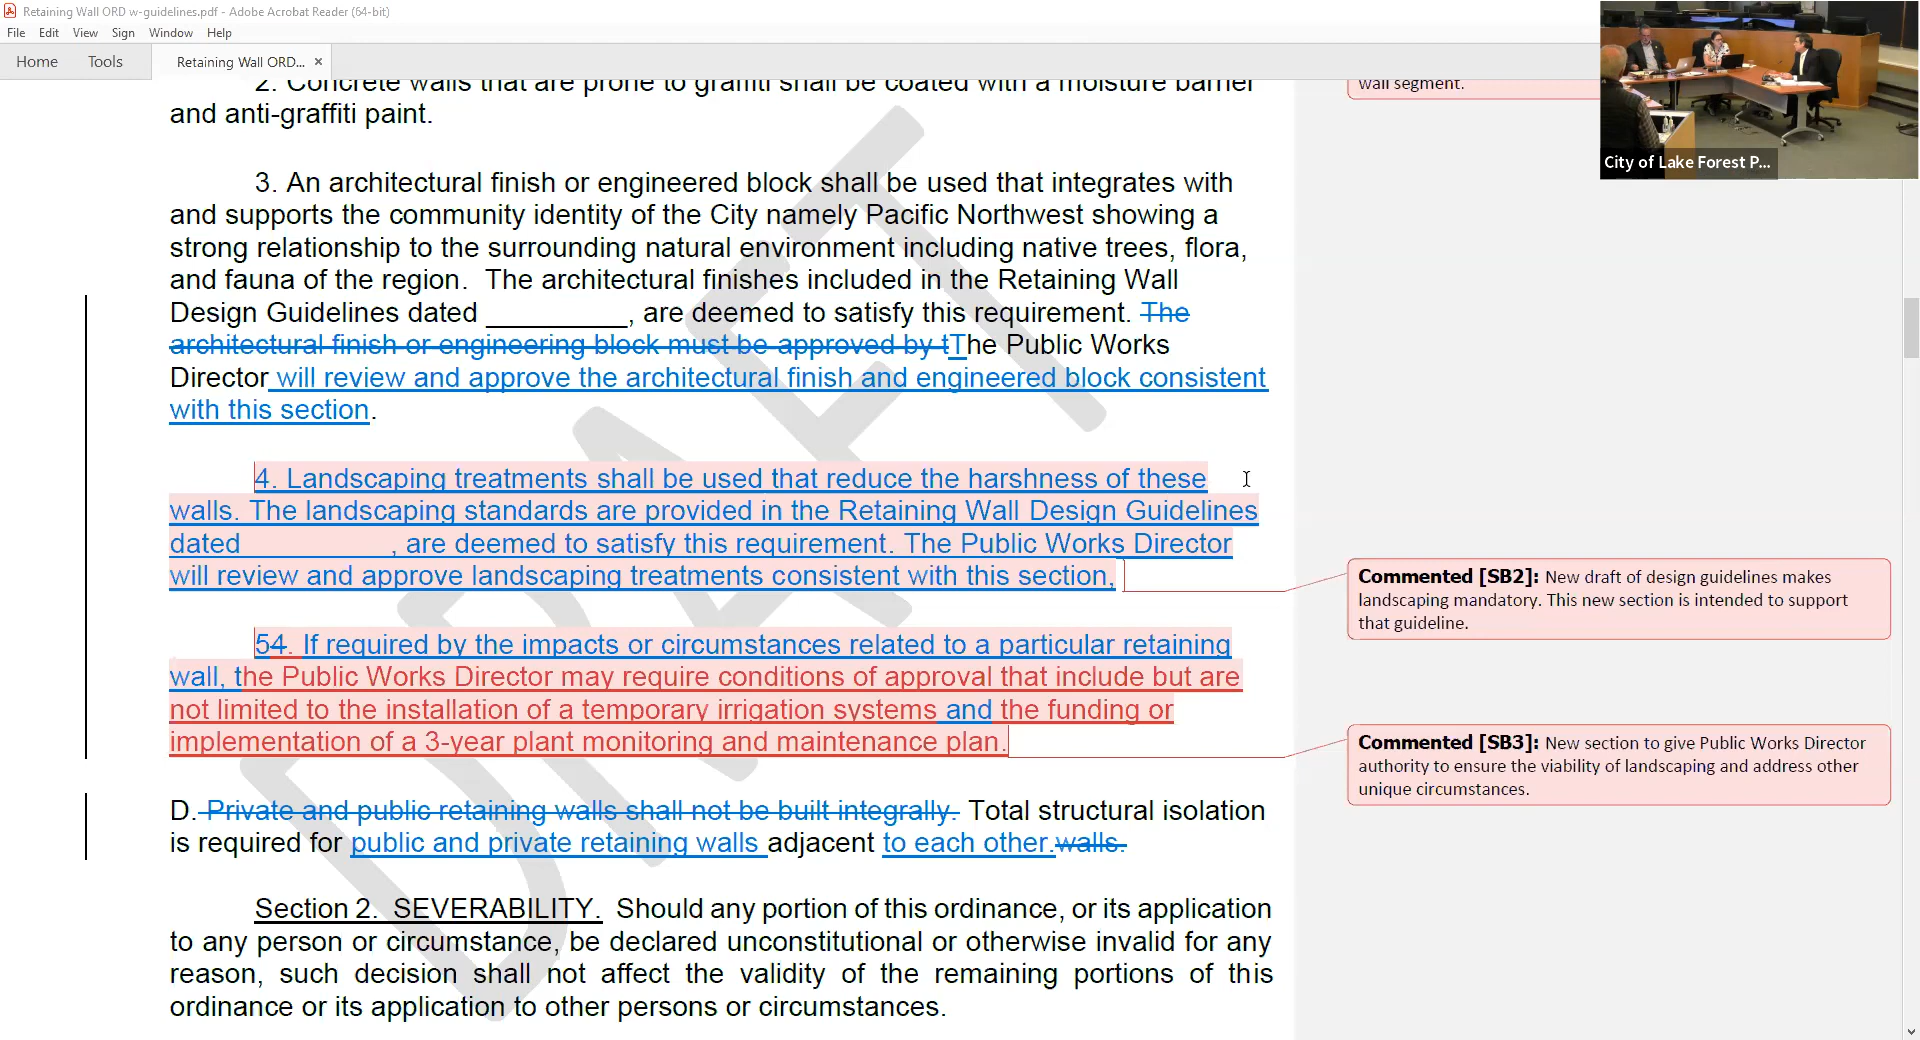 Retaining Wall ORD w-guidelines.pdf - Adobe Acrobat Reader (64-bit)
File Edit View Sign Window Help
Home Tools Retaining Wall ORD... ×
2. Concrete walls that are prone to graffiti shall be coated with a moisture barrier
and anti-graffiti paint.
wall segment.
City of Lake Forest P...
3. An architectural finish or engineered block shall be used that integrates with
and supports the community identity of the City namely Pacific Northwest showing a
strong relationship to the surrounding natural environment including native trees, flora,
and fauna of the region.  The architectural finishes included in the Retaining Wall
Design Guidelines dated _________, are deemed to satisfy this requirement. The
architectural finish or engineering block must be approved by tThe Public Works
Director will review and approve the architectural finish and engineered block consistent
with this section.
4. Landscaping treatments shall be used that reduce the harshness of these
walls. The landscaping standards are provided in the Retaining Wall Design Guidelines
dated __________, are deemed to satisfy this requirement. The Public Works Director
will review and approve landscaping treatments consistent with this section,
Commented [SB2]: New draft of design guidelines makes
landscaping mandatory. This new section is intended to support
that guideline.
54. If required by the impacts or circumstances related to a particular retaining
wall, the Public Works Director may require conditions of approval that include but are
not limited to the installation of a temporary irrigation systems and the funding or
implementation of a 3-year plant monitoring and maintenance plan.
Commented [SB3]: New section to give Public Works Director
authority to ensure the viability of landscaping and address other
unique circumstances.
D. Private and public retaining walls shall not be built integrally. Total structural isolation
is required for public and private retaining walls adjacent to each other.walls.
Section 2.  SEVERABILITY.  Should any portion of this ordinance, or its application
to any person or circumstance, be declared unconstitutional or otherwise invalid for any
reason, such decision shall not affect the validity of the remaining portions of this
ordinance or its application to other persons or circumstances.
DRAFT